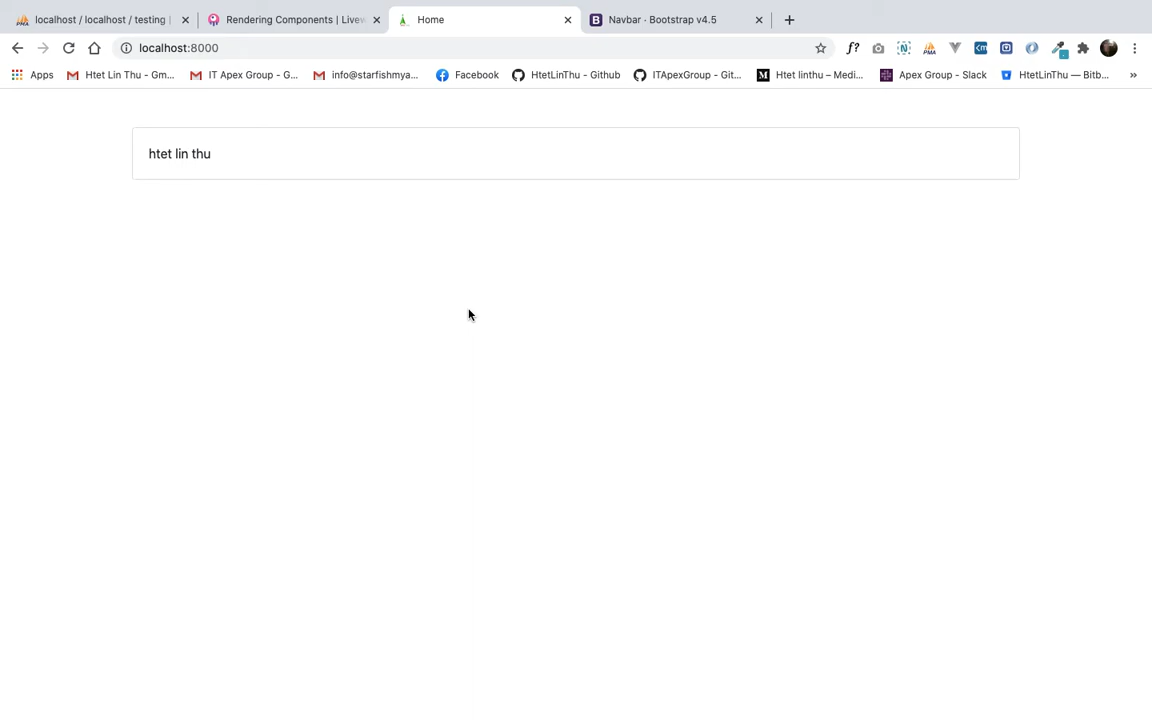 localhost / localhost / testing |
Rendering Components | Livew
Home
Navbar · Bootstrap v4.5
localhost:8000
f?
PMA
<m
Apps
Htet Lin Thu - Gm...
IT Apex Group - G...
info@starfishmya...
Facebook
HtetLinThu - Github
ITApexGroup - Git...
Htet linthu – Medi...
Apex Group - Slack
HtetLinThu — Bitb...
»
htet lin thu